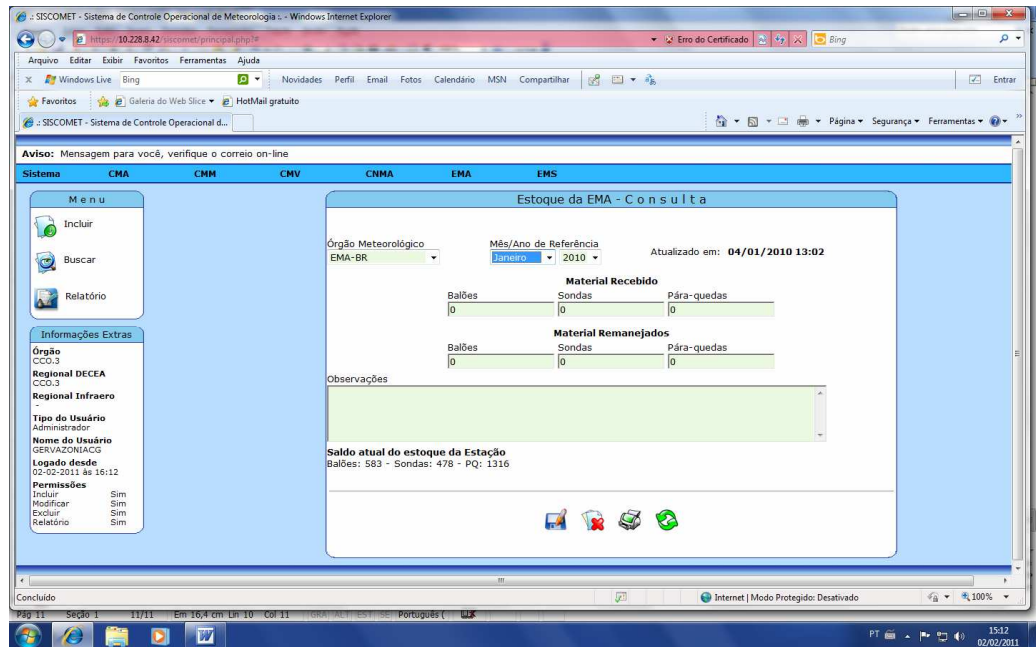 .: SISCOMET - Sistema de Controle Operacional de Meteorologia :. - Windows Internet Explorer
https://10.228.8.42/siscomet/principal.php?#
Erro do Certificado
Bing
Arquivo Editar Exibir Favoritos Ferramentas Ajuda
x Windows Live Bing Novidades Perfil Email Fotos Calendário MSN Compartilhar Entrar
Favoritos Galeria do Web Slice HotMail gratuito
.: SISCOMET - Sistema de Controle Operacional d... Página Segurança Ferramentas
Aviso: Mensagem para você, verifique o correio on-line
Sistema CMA CMM CMV CNMA EMA EMS
Menu
Incluir
Buscar
Relatório
Informações Extras
Órgão
CCO.3
Regional DECEA
CCO.3
Regional Infraero
-
Tipo do Usuário
Administrador
Nome do Usuário
GERVAZONIACG
Logado desde
02-02-2011 às 16:12
Permissões
Incluir Sim
Modificar Sim
Excluir Sim
Relatório Sim
Estoque da EMA - Consulta
Órgão Meteorológico Mês/Ano de Referência
EMA-BR Janeiro 2010 Atualizado em: 04/01/2010 13:02
Material Recebido
Balões Sondas Pára-quedas
0 0 0
Material Remanejados
Balões Sondas Pára-quedas
0 0 0
Observações
Saldo atual do estoque da Estação
Balões: 583 - Sondas: 478 - PQ: 1316
Concluído Internet | Modo Protegido: Desativado 100%
Pág 11 Seção 1 11/11 Em 16,4 cm Lin 10 Col 11 GRA ALT EST SE Português (
PT 15:12
02/02/2011